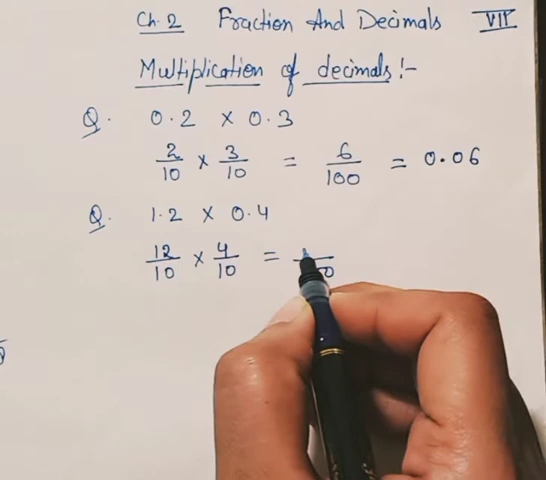 Ch. 2 Fraction And Decimals VII
Multiplication of decimals :-
Q. 0.2 × 0.3
2/10 × 3/10 = 6/100 = 0.06
Q. 1.2 × 0.4
12/10 × 4/10 =